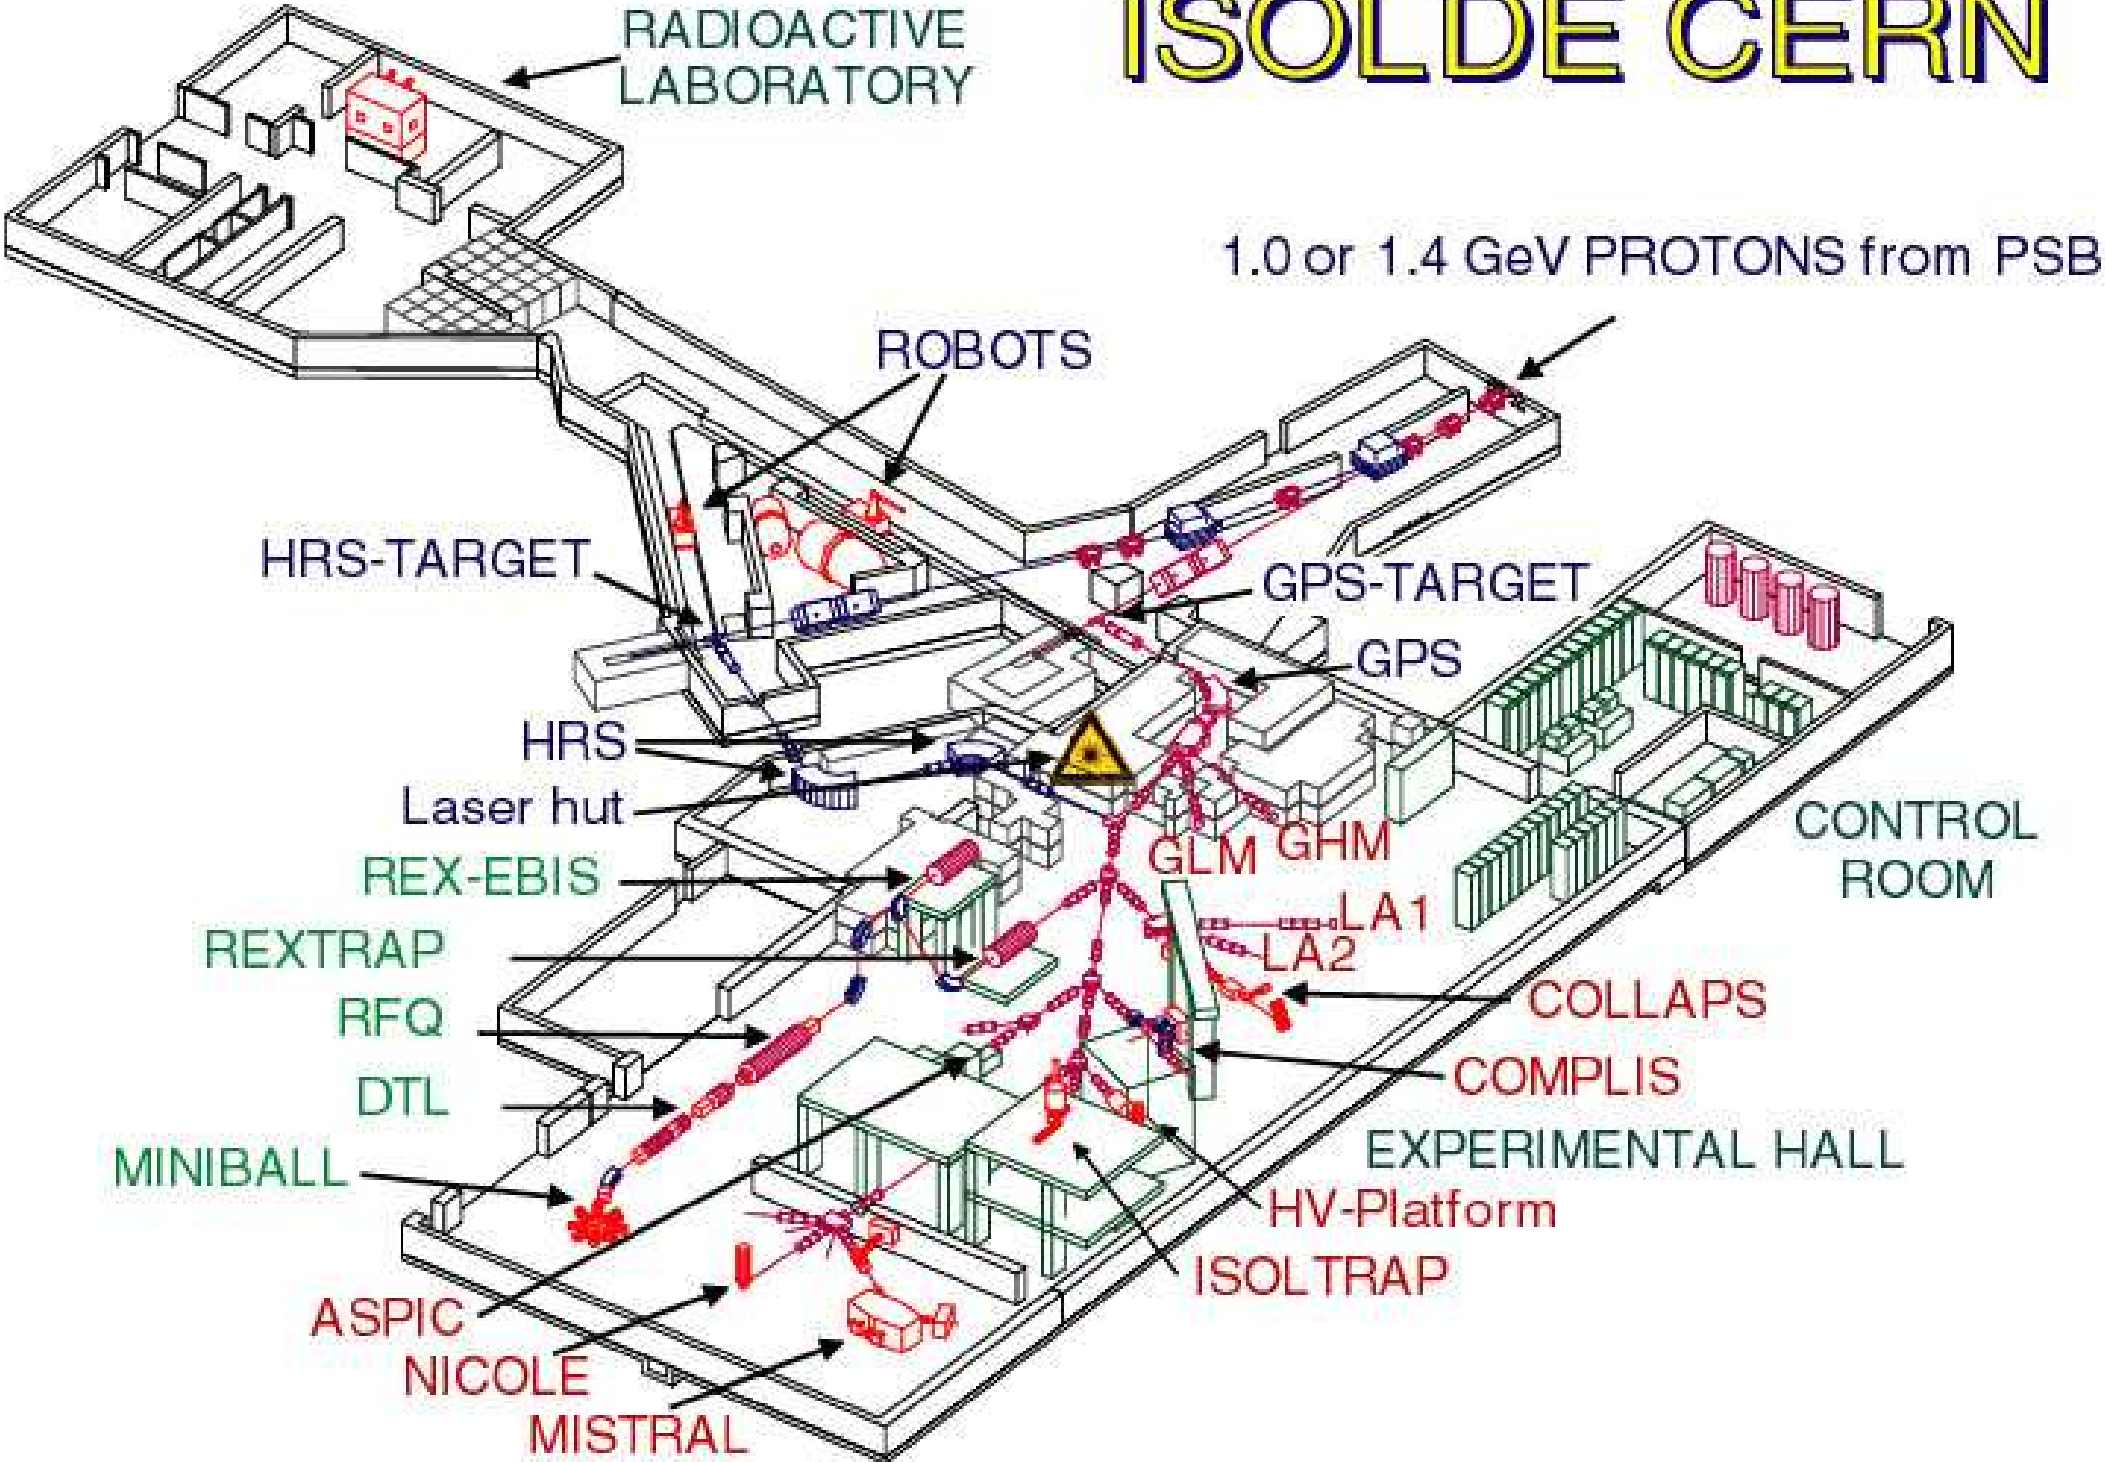 RADIOACTIVE
LABORATORY
ISOLDE CERN
1.0 or 1.4 GeV PROTONS from PSB
ROBOTS
HRS-TARGET
GPS-TARGET
GPS
HRS
Laser hut
GLM
GHM
CONTROL
ROOM
REX-EBIS
LA1
REXTRAP
LA2
COLLAPS
RFQ
COMPLIS
DTL
EXPERIMENTAL HALL
MINIBALL
HV-Platform
ISOLTRAP
ASPIC
NICOLE
MISTRAL